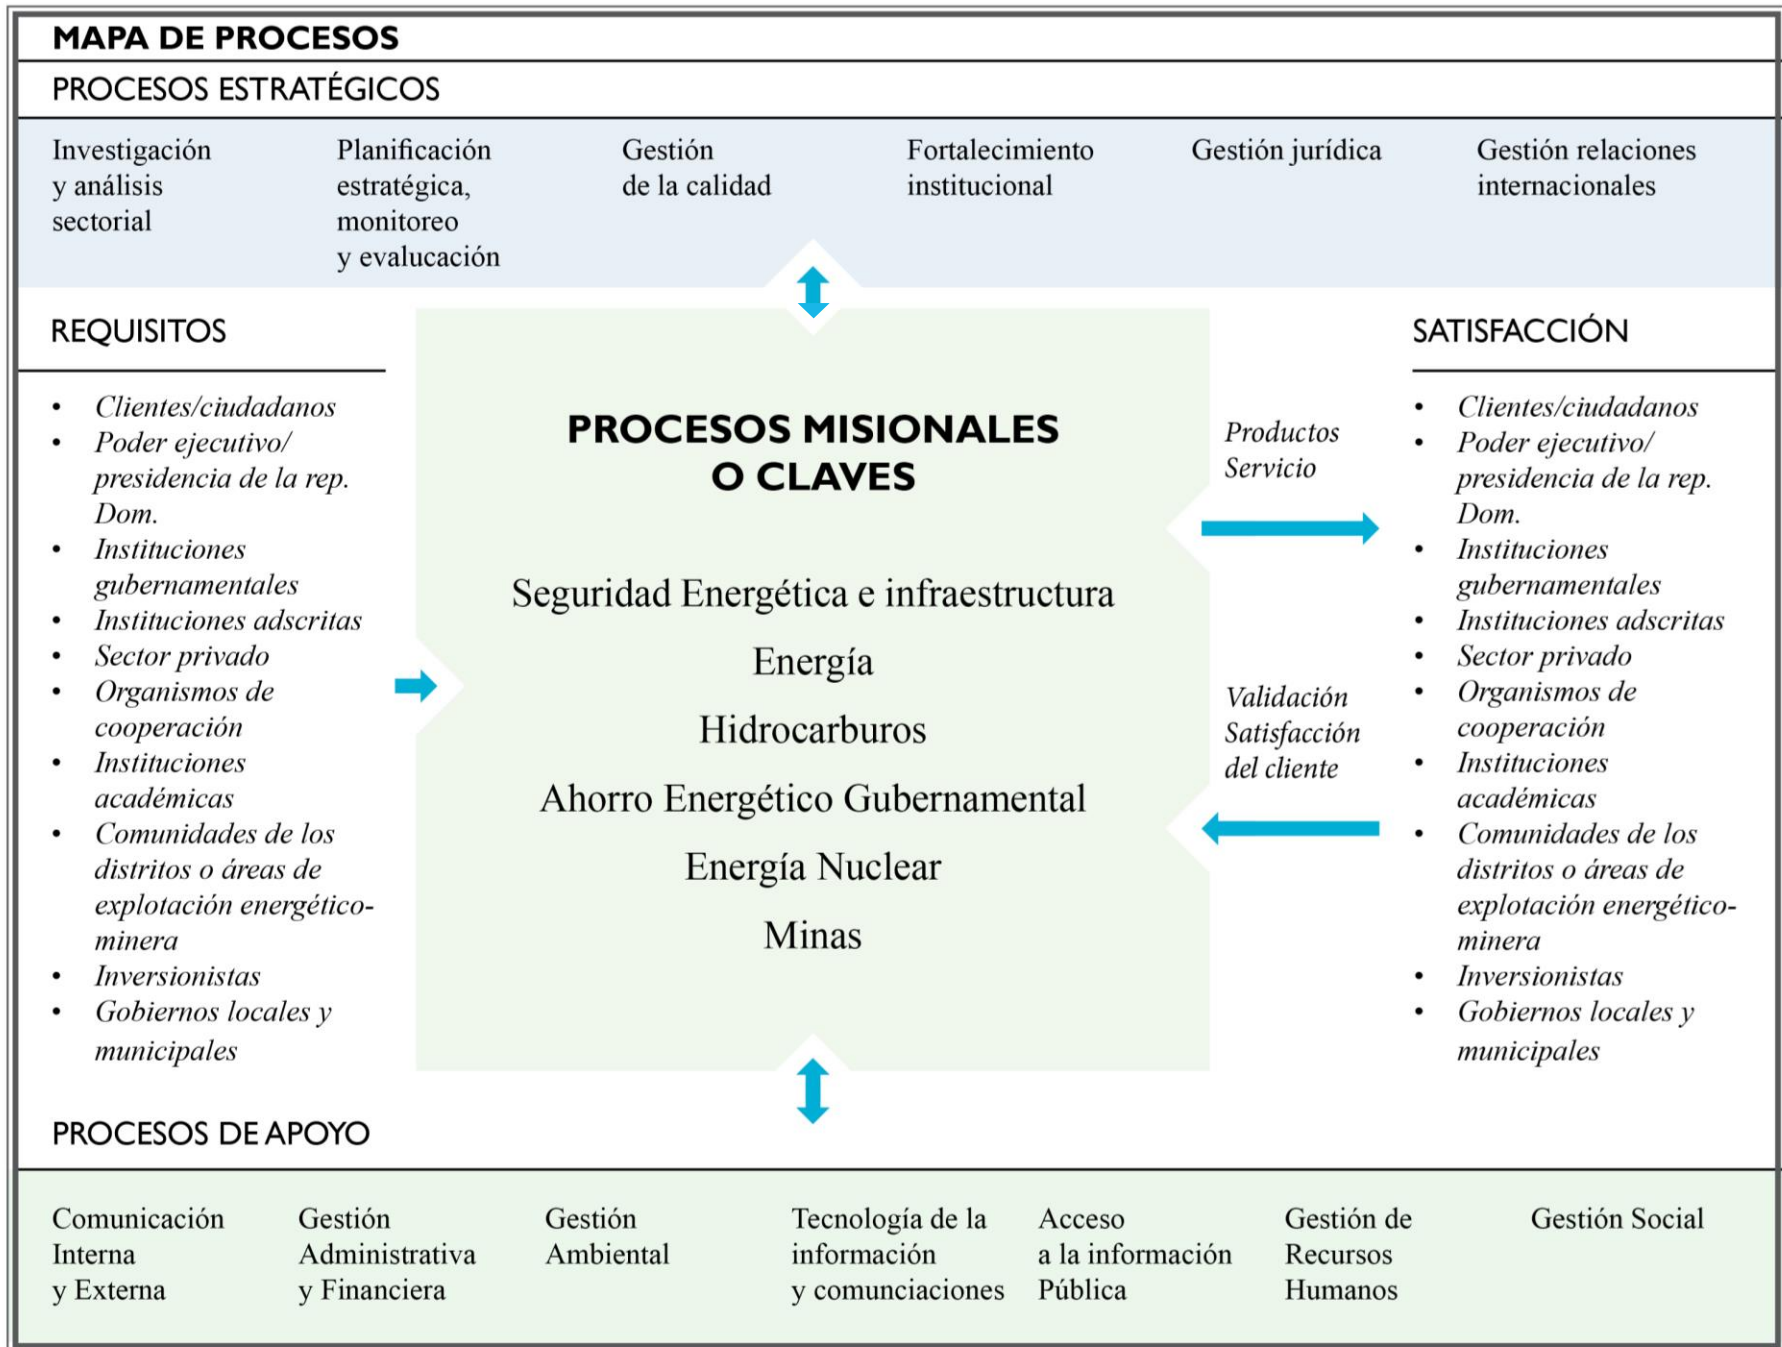 MAPA DE PROCESOS
PROCESOS ESTRATÉGICOS
Investigación
y análisis
sectorial
Planificación
estratégica,
monitoreo
y evalucación
Gestión
de la calidad
Fortalecimiento
institucional
Gestión jurídica
Gestión relaciones
internacionales
REQUISITOS
• Clientes/ciudadanos
• Poder ejecutivo/
presidencia de la rep.
Dom.
• Instituciones
gubernamentales
• Instituciones adscritas
• Sector privado
• Organismos de
cooperación
• Instituciones
académicas
• Comunidades de los
distritos o áreas de
explotación energético-
minera
• Inversionistas
• Gobiernos locales y
municipales
PROCESOS MISIONALES
O CLAVES
Seguridad Energética e infraestructura
Energía
Hidrocarburos
Ahorro Energético Gubernamental
Energía Nuclear
Minas
Productos
Servicio
Validación
Satisfacción
del cliente
SATISFACCIÓN
• Clientes/ciudadanos
• Poder ejecutivo/
presidencia de la rep.
Dom.
• Instituciones
gubernamentales
• Instituciones adscritas
• Sector privado
• Organismos de
cooperación
• Instituciones
académicas
• Comunidades de los
distritos o áreas de
explotación energético-
minera
• Inversionistas
• Gobiernos locales y
municipales
PROCESOS DE APOYO
Comunicación
Interna
y Externa
Gestión
Administrativa
y Financiera
Gestión
Ambiental
Tecnología de la
información
y comunciaciones
Acceso
a la información
Pública
Gestión de
Recursos
Humanos
Gestión Social